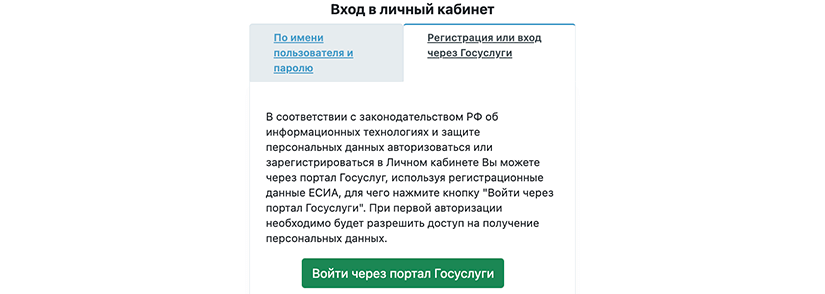 Вход в личный кабинет
По имени
пользователя и
паролю
Регистрация или вход
через Госуслуги
В соответствии с законодательством РФ об
информационных технологиях и защите
персональных данных авторизоваться или
зарегистрироваться в Личном кабинете Вы можете
через портал Госуслуг, используя регистрационные
данные ЕСИА, для чего нажмите кнопку "Войти через
портал Госуслуги". При первой авторизации
необходимо будет разрешить доступ на получение
персональных данных.
Войти через портал Госуслуги